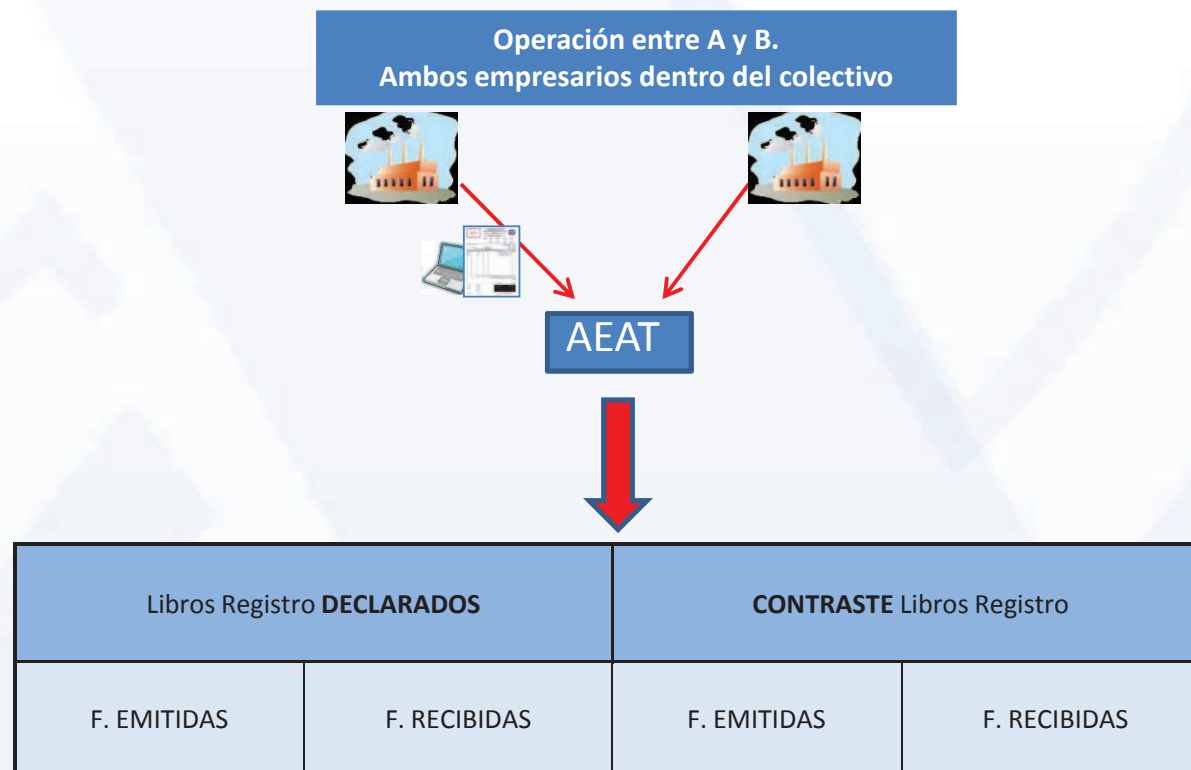 Operación entre A y B.
Ambos empresarios dentro del colectivo
AEAT
Libros Registro DECLARADOS
CONTRASTE Libros Registro
F. EMITIDAS
F. RECIBIDAS
F. EMITIDAS
F. RECIBIDAS